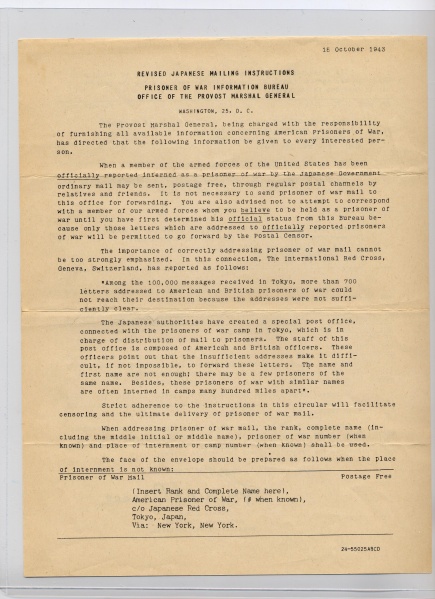 16 October 1943
REVISED JAPANESE MAILING INSTRUCTIONS
PRISONER OF WAR INFORMATION BUREAU
OFFICE OF THE PROVOST MARSHAL GENERAL
WASHINGTON, 25, D. C.
The Provost Marshal General, being charged with the responsibility
of furnishing all available information concerning American Prisoners of War,
has directed that the following information be given to every interested per-
son.
When a member of the armed forces of the United States has been
officially reported interned as a prisoner of war by the Japanese Government
ordinary mail may be sent, postage free, through regular postal channels by
relatives and friends. It is not necessary to send prisoner of war mail to
this office for forwarding. You are also advised not to attempt to correspond
with a member of our armed forces whom you believe to be held as a prisoner of
war until you have first determined his official status from this Bureau be-
cause only those letters which are addressed to officially reported prisoners
of war will be permitted to go forward by the Postal Censor.
The importance of correctly addressing prisoner of war mail cannot
be too strongly emphasized. In this connection, The International Red Cross,
Geneva, Switzerland, has reported as follows:
"Among the 100,000 messages received in Tokyo, more than 700
letters addressed to American and British prisoners of war could
not reach their destination because the addresses were not suffi-
ciently clear.
The Japanese authorities have created a special post office,
connected with the prisoners of war camp in Tokyo, which is in
charge of distribution of mail to prisoners. The staff of this
post office is composed of American and British officers. These
officers point out that the insufficient addresses make it diffi-
cult, if not impossible, to forward these letters. The name and
first name are not enough; there may be a few prisoners of the
same name. Besides, these prisoners of war with similar names
are often interned in camps many hundred miles apart".
Strict adherence to the instructions in this circular will facilitate
censoring and the ultimate delivery of prisoner of war mail.
When addressing prisoner of war mail, the rank, complete name (in-
cluding the middle initial or middle name), prisoner of war number (when
known) and place of internment or camp number (when known) shall be used.
The face of the envelope should be prepared as follows when the place
of internment is not known:
Prisoner of War Mail Postage Free
(Insert Rank and Complete Name here),
American Prisoner of War, (# when known),
c/o Japanese Red Cross,
Tokyo, Japan,
Via: New York, New York.
24-55025ABCD